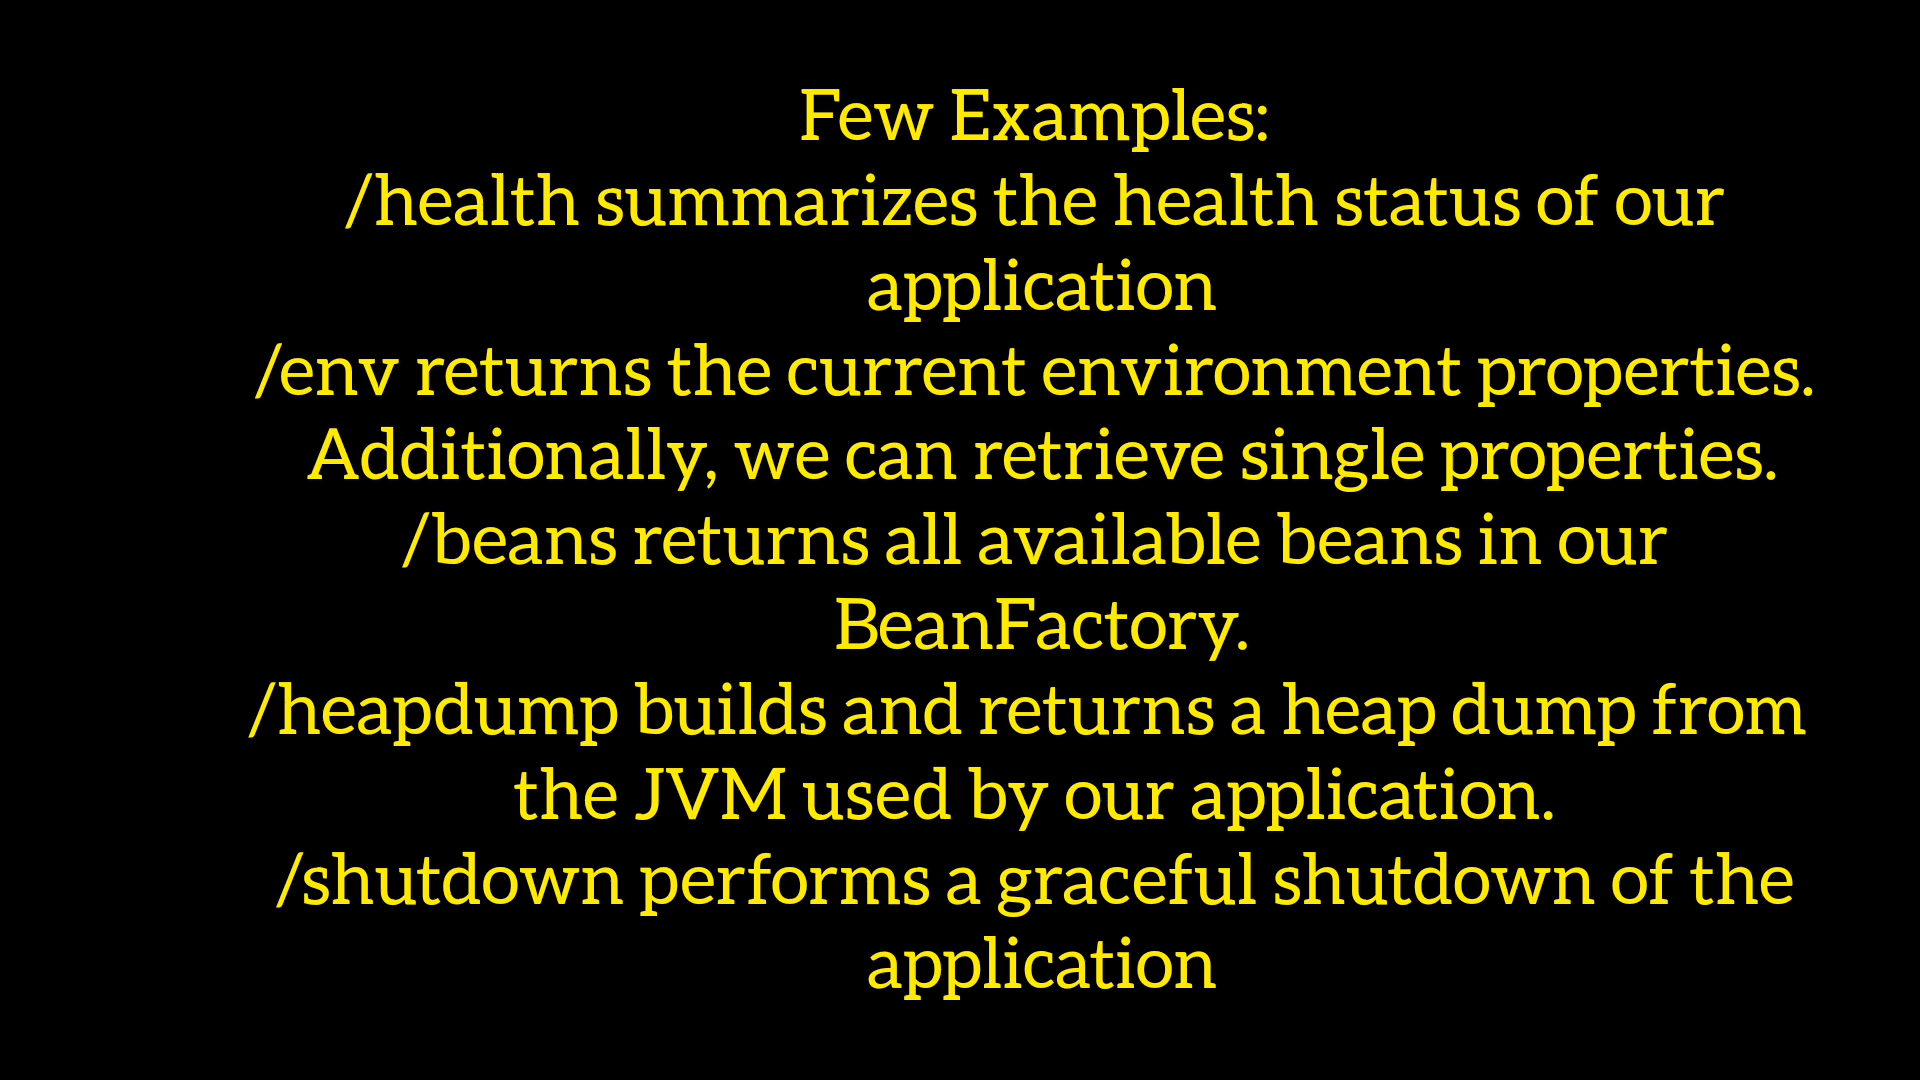 Few Examples:
/health summarizes the health status of our
application
/env returns the current environment properties.
Additionally, we can retrieve single properties.
/beans returns all available beans in our
BeanFactory.
/heapdump builds and returns a heap dump from
the JVM used by our application.
/shutdown performs a graceful shutdown of the
application